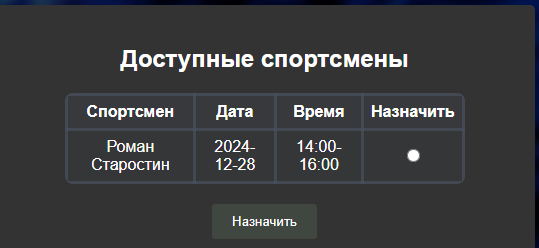 Доступные спортсмены
Спортсмен Дата Время Назначить
Роман 2024- 14:00-
Старостин 12-28 16:00
Назначить